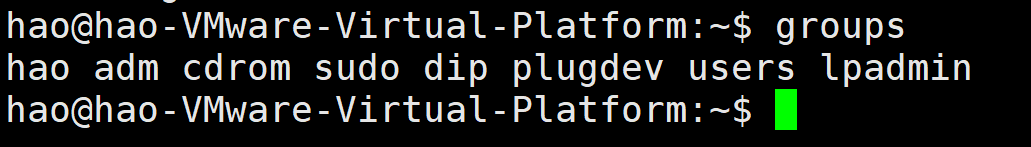 hao@hao-VMware-Virtual-Platform:~$ groups
hao adm cdrom sudo dip plugdev users lpadmin
hao@hao-VMware-Virtual-Platform:~$